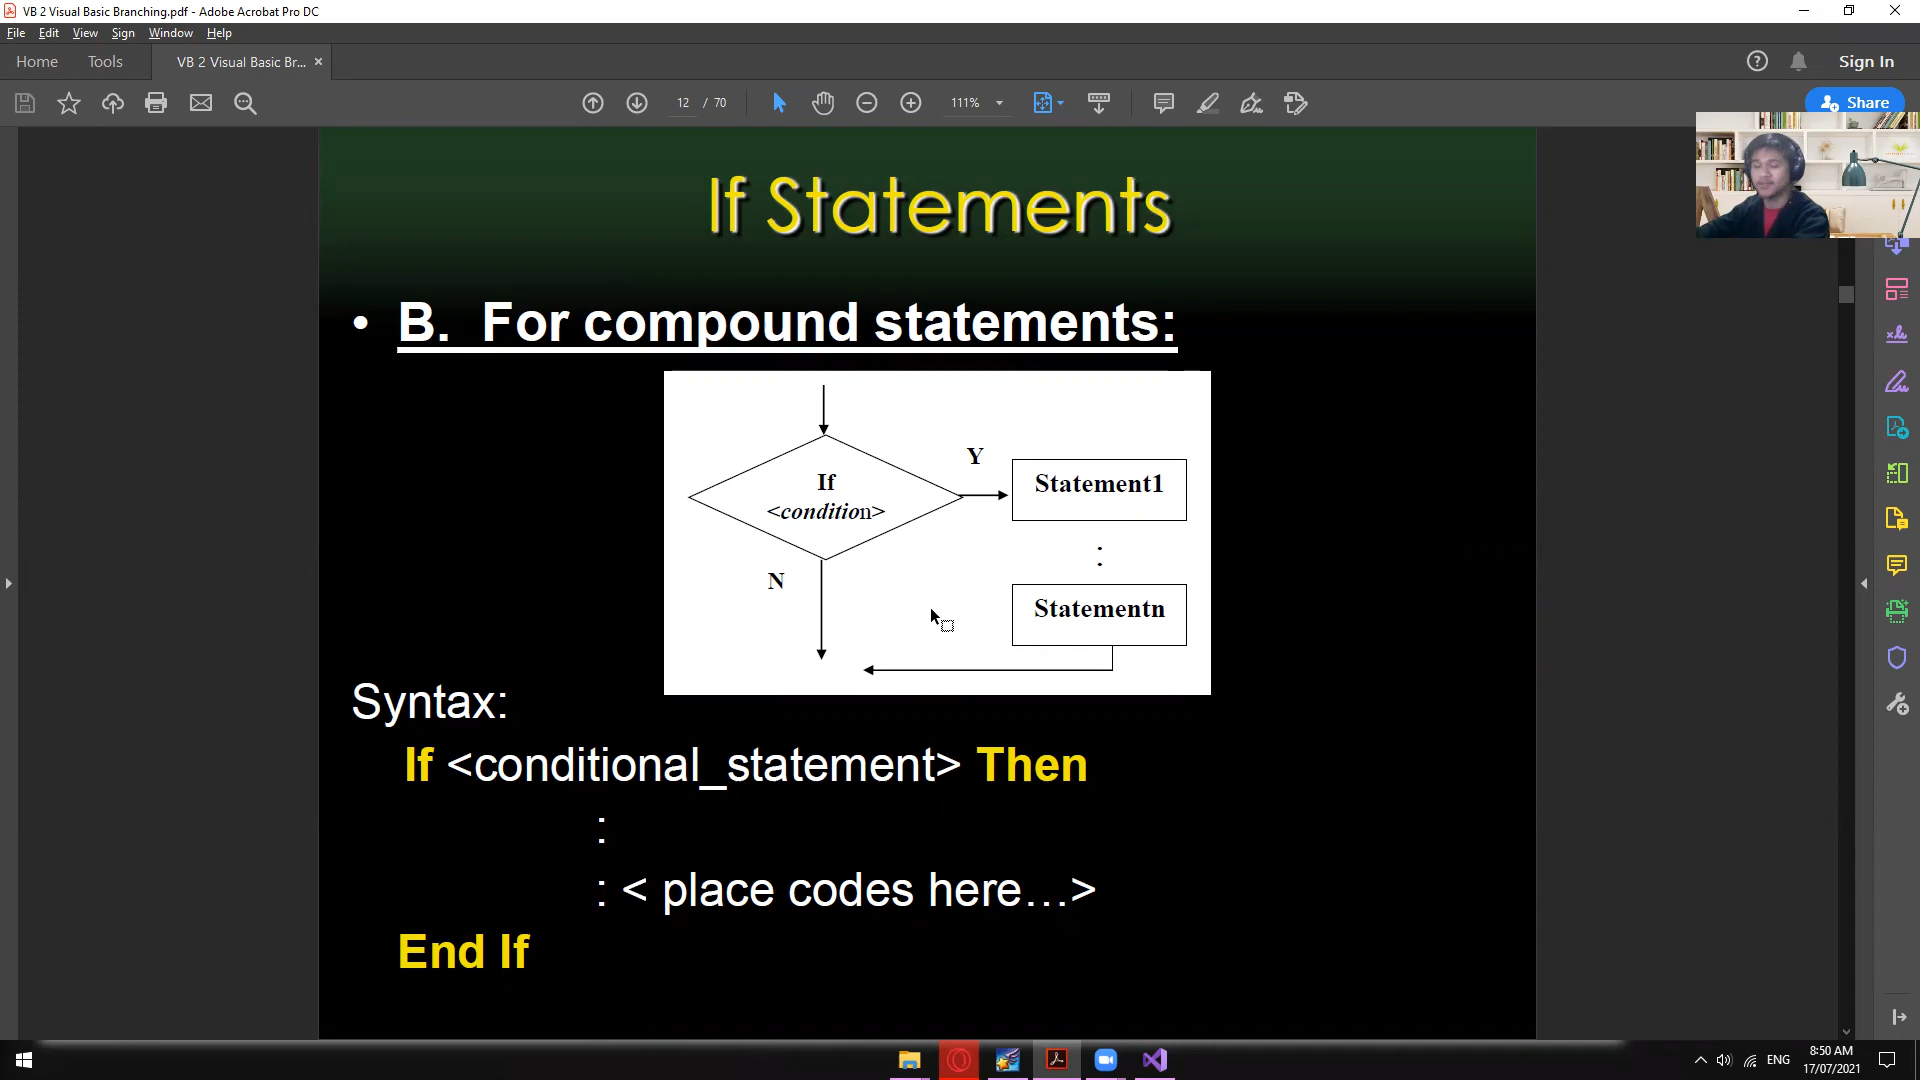 VB 2 Visual Basic Branching.pdf - Adobe Acrobat Pro DC
File Edit View Sign Window Help
Home Tools VB 2 Visual Basic Br... × Sign In
12 / 70 111% Share
If Statements
• B. For compound statements:
If
<condition>
Y
Statement1
:
N
Statementn
Syntax:
If <conditional_statement> Then
:
: < place codes here…>
End If
ENG
8:50 AM
17/07/2021